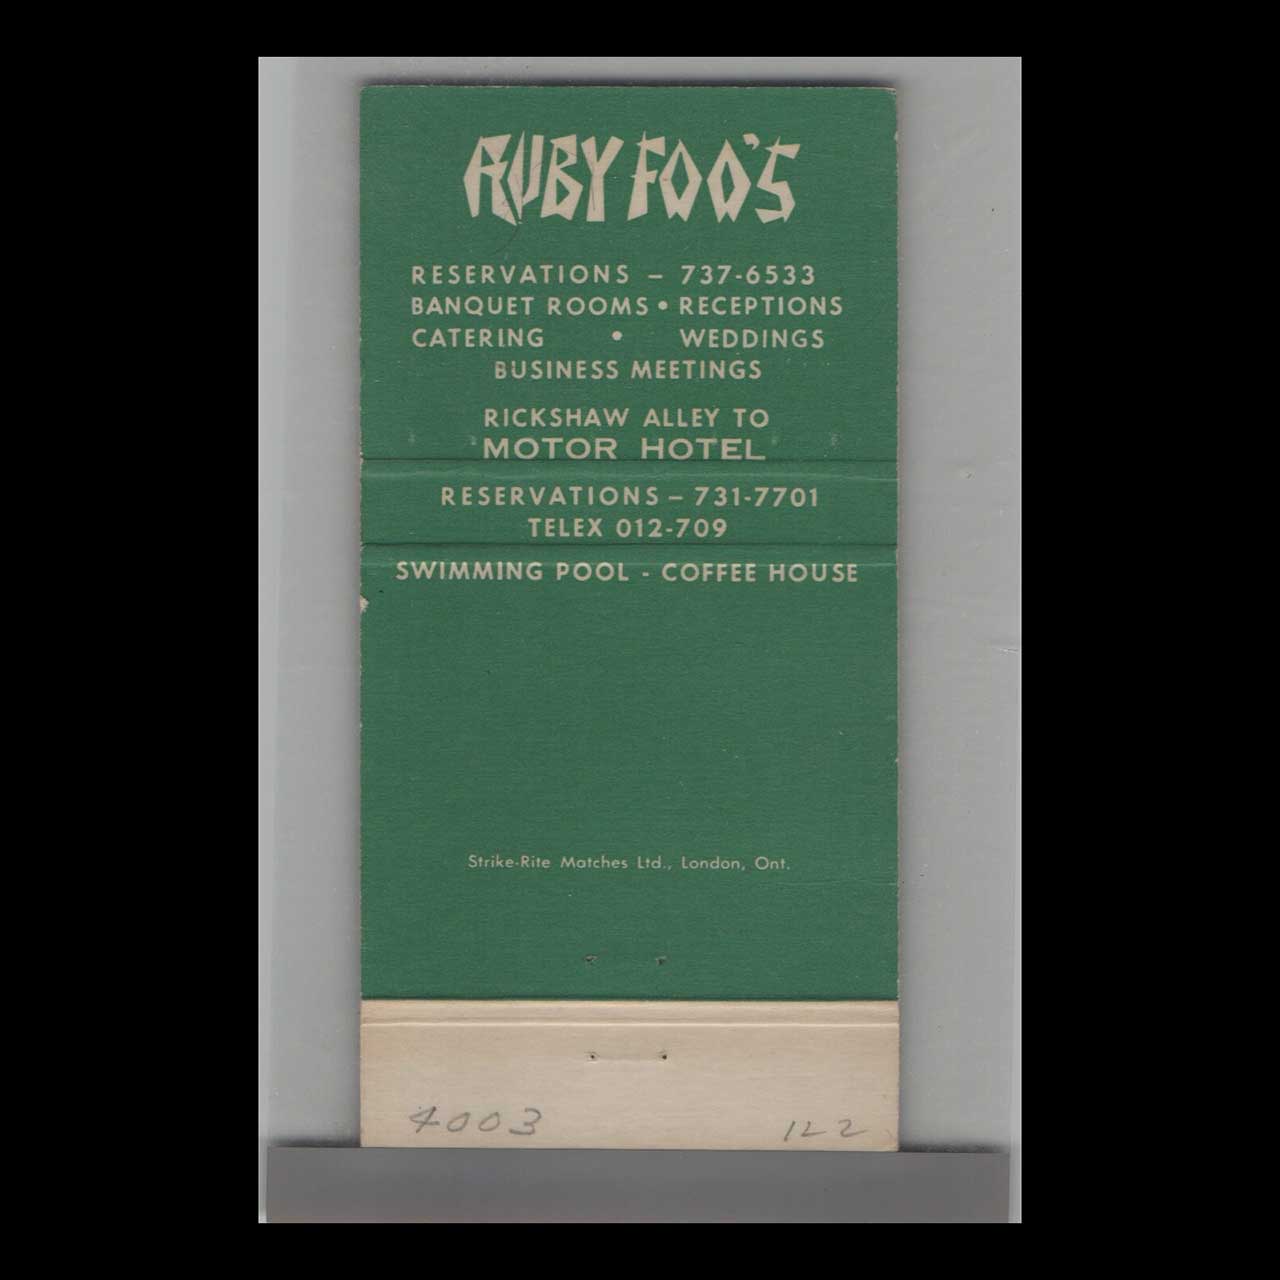 RUBY FOO'S
RESERVATIONS – 737-6533
BANQUET ROOMS • RECEPTIONS
CATERING • WEDDINGS
BUSINESS MEETINGS
RICKSHAW ALLEY TO
MOTOR HOTEL
RESERVATIONS – 731-7701
TELEX 012-709
SWIMMING POOL - COFFEE HOUSE
Strike-Rite Matches Ltd., London, Ont.
4003